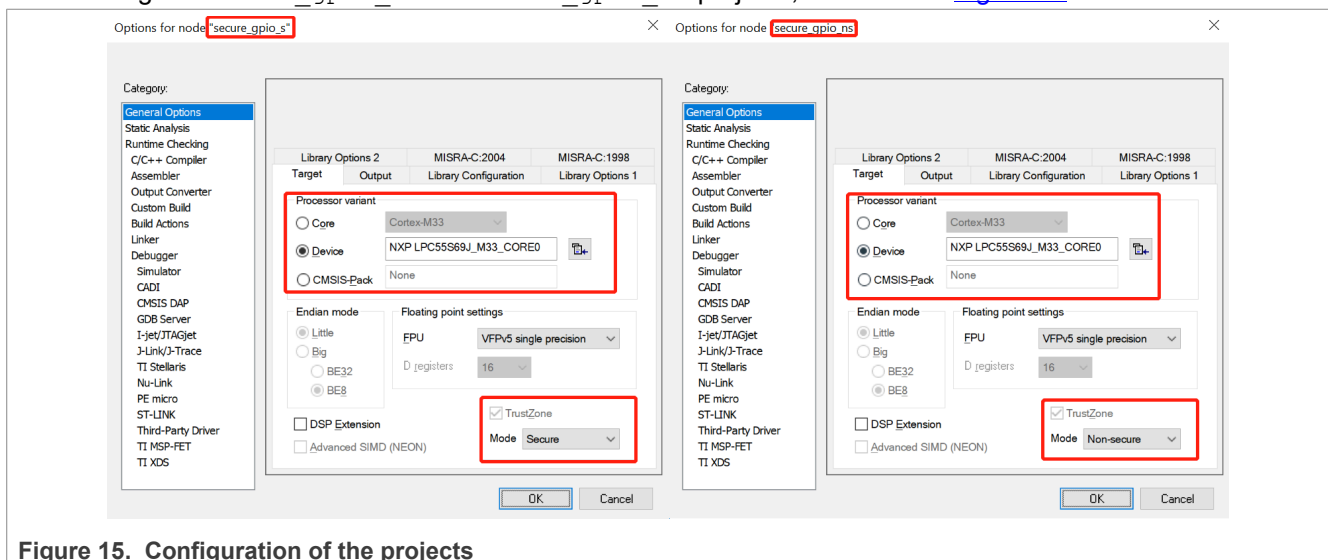 Options for node "secure_gpio_s"
Category:
General Options
Static Analysis
Runtime Checking
C/C++ Compiler
Assembler
Output Converter
Custom Build
Build Actions
Linker
Debugger
Simulator
CADI
CMSIS DAP
GDB Server
I-jet/JTAGjet
J-Link/J-Trace
TI Stellaris
Nu-Link
PE micro
ST-LINK
Third-Party Driver
TI MSP-FET
TI XDS
Library Options 2 MISRA-C:2004 MISRA-C:1998
Target Output Library Configuration Library Options 1
Processor variant
Core Cortex-M33
Device NXP LPC55S69J_M33_CORE0
CMSIS-Pack None
Endian mode
Little
Big
BE32
BE8
Floating point settings
FPU VFPv5 single precision
D registers 16
DSP Extension
Advanced SIMD (NEON)
TrustZone
Mode Secure
OK Cancel
Options for node "secure_gpio_ns"
Category:
General Options
Static Analysis
Runtime Checking
C/C++ Compiler
Assembler
Output Converter
Custom Build
Build Actions
Linker
Debugger
Simulator
CADI
CMSIS DAP
GDB Server
I-jet/JTAGjet
J-Link/J-Trace
TI Stellaris
Nu-Link
PE micro
ST-LINK
Third-Party Driver
TI MSP-FET
TI XDS
Library Options 2 MISRA-C:2004 MISRA-C:1998
Target Output Library Configuration Library Options 1
Processor variant
Core Cortex-M33
Device NXP LPC55S69J_M33_CORE0
CMSIS-Pack None
Endian mode
Little
Big
BE32
BE8
Floating point settings
FPU VFPv5 single precision
D registers 16
DSP Extension
Advanced SIMD (NEON)
TrustZone
Mode Non-secure
OK Cancel
Figure 15. Configuration of the projects